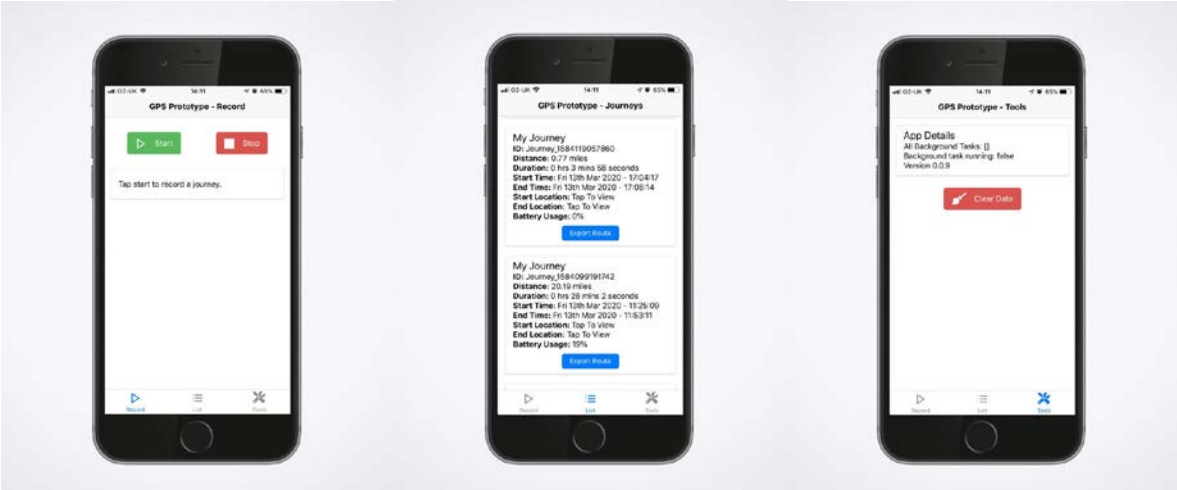 O2-UK 14:11 65%
GPS Prototype - Record
Start
Stop
Tap start to record a journey.
Record
List
Tools
O2-UK 14:11 65%
GPS Prototype - Journeys
My Journey
ID: Journey_1584119057860
Distance: 0.77 miles
Duration: 0 hrs 3 mins 58 seconds
Start Time: Fri 13th Mar 2020 - 17:04:17
End Time: Fri 13th Mar 2020 - 17:08:14
Start Location: Tap To View
End Location: Tap To View
Battery Usage: 0%
Export Route
My Journey
ID: Journey_1584099191742
Distance: 20.19 miles
Duration: 0 hrs 28 mins 2 seconds
Start Time: Fri 13th Mar 2020 - 11:25:09
End Time: Fri 13th Mar 2020 - 11:53:11
Start Location: Tap To View
End Location: Tap To View
Battery Usage: 19%
Export Route
Record
List
Tools
O2-UK 14:11 65%
GPS Prototype - Tools
App Details
All Background Tasks: []
Background task running: false
Version 0.0.9
Clear Data
Record
List
Tools